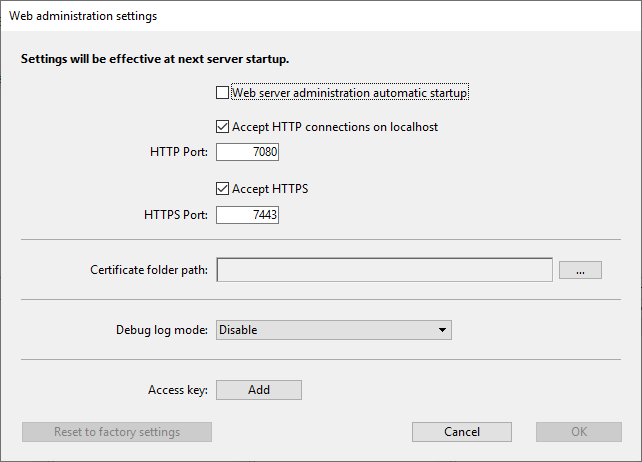 Web administration settings
Settings will be effective at next server startup.
Web server administration automatic startup
Accept HTTP connections on localhost
HTTP Port: 7080
Accept HTTPS
HTTPS Port: 7443
Certificate folder path: ...
Debug log mode: Disable
Access key: Add
Reset to factory settings Cancel OK